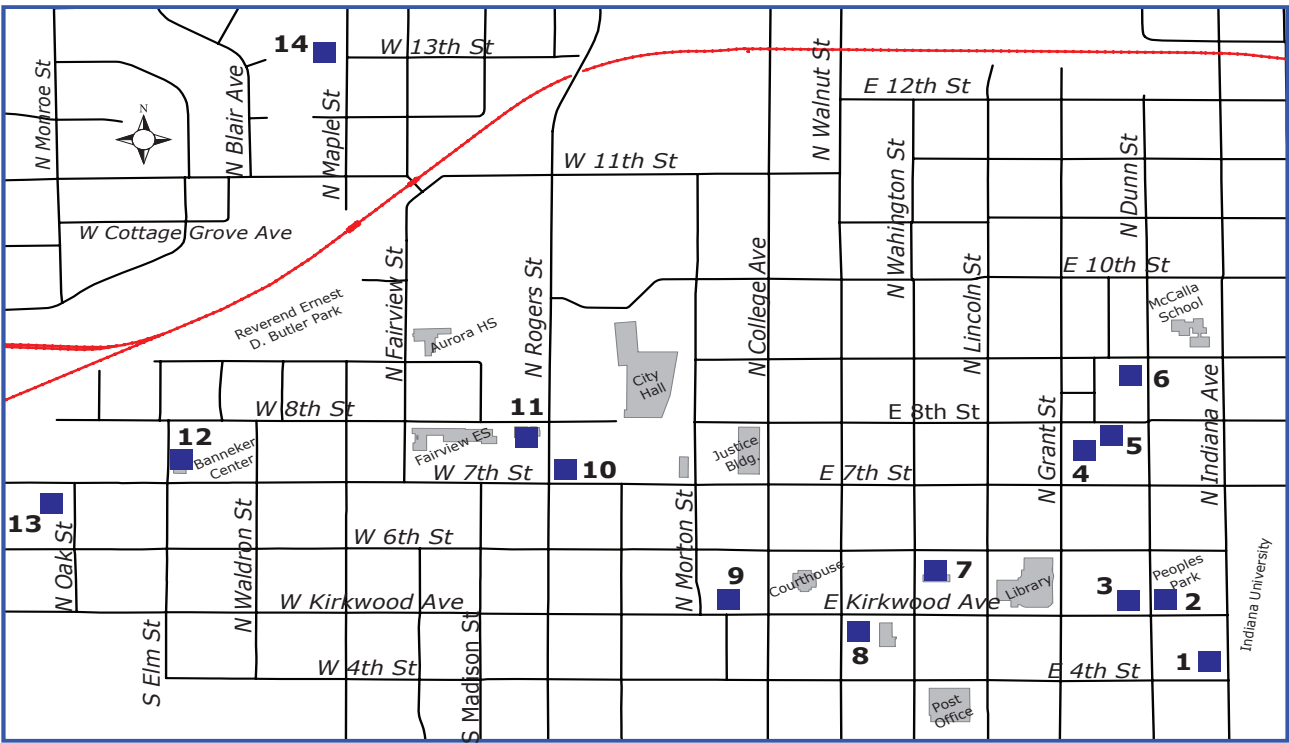 14
W 13th St
N Monroe St
N Blair Ave
N Maple St
N
N Walnut St
E 12th St
W 11th St
N Wahington St
N Dunn St
W Cottage Grove Ave
N Fairview St
N Rogers St
N College Ave
N Lincoln St
E 10th St
McCalla
School
Reverend Ernest
D. Butler Park
Aurora HS
City
Hall
6
N Indiana Ave
W 8th St
11
E 8th St
N Grant St
12
Banneker
Center
Fairview ES
W 7th St
10
Justice
Bldg.
E 7th St
4
5
13
N Oak St
N Waldron St
W 6th St
N Morton St
9
Courthouse
7
Library
3
Peoples
Park
2
Indiana University
W Kirkwood Ave
E Kirkwood Ave
S Elm St
W 4th St
S Madison St
8
E 4th St
1
Post
Office